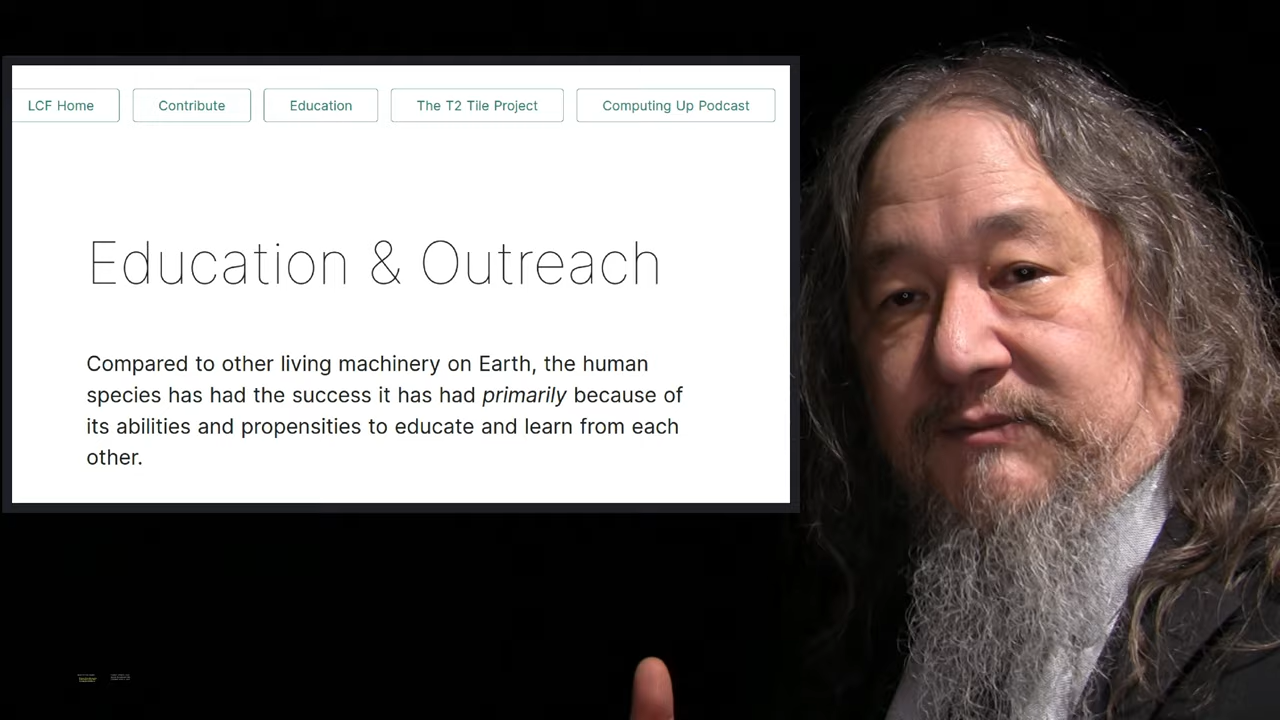 LCF Home
Contribute
Education
The T2 Tile Project
Computing Up Podcast
Education & Outreach
Compared to other living machinery on Earth, the human
species has had the success it has had primarily because of
its abilities and propensities to educate and learn from each
other.